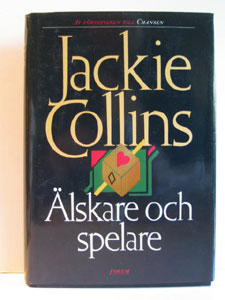 AV FÖRFATTAREN TILL CHANSEN
Jackie
Collins
Älskare och
spelare
FORUM